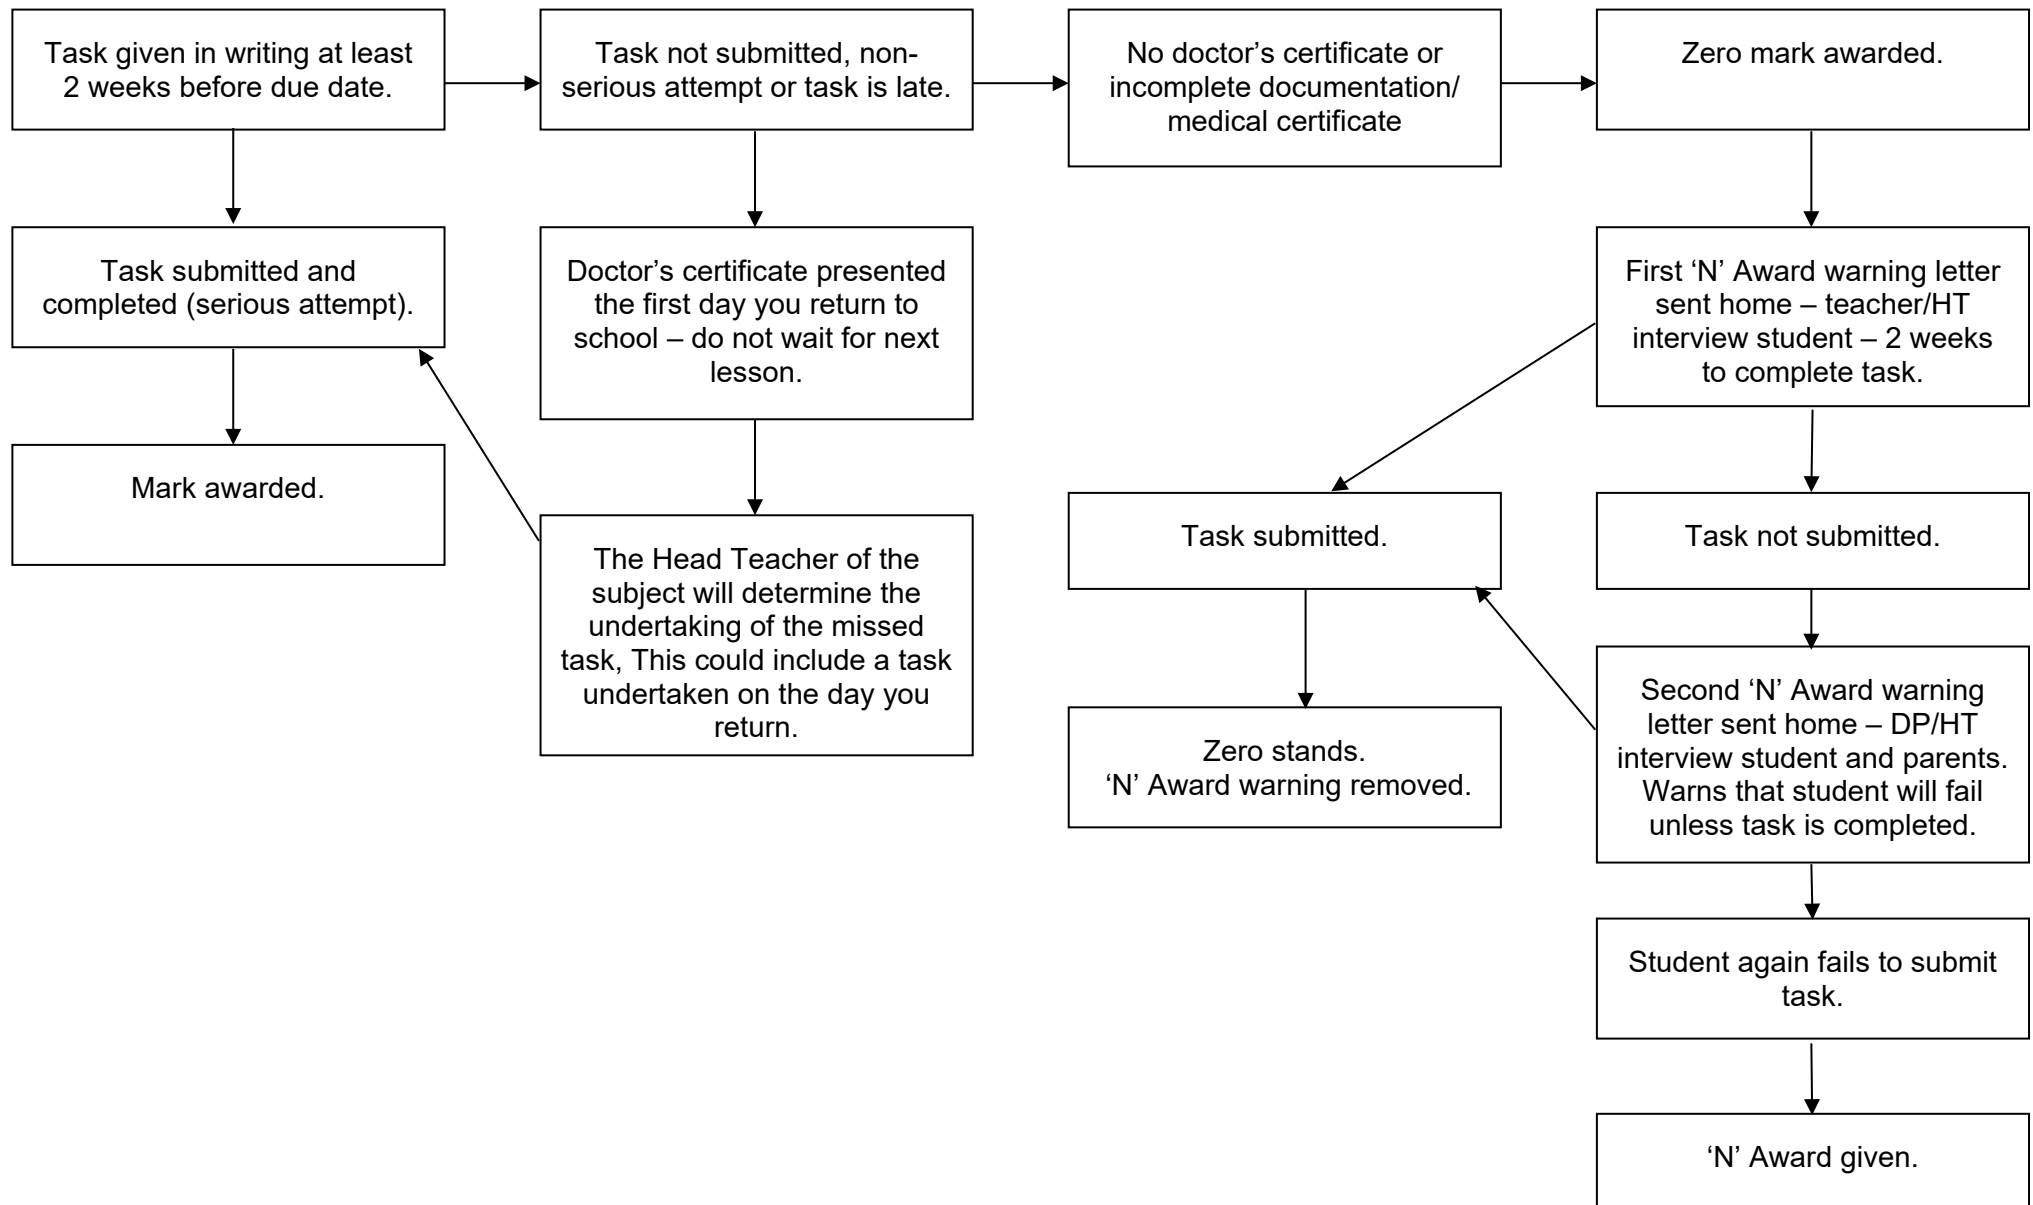 Task given in writing at least
2 weeks before due date.
Task not submitted, non-
serious attempt or task is late.
No doctor’s certificate or
incomplete documentation/
medical certificate
Zero mark awarded.
Task submitted and
completed (serious attempt).
Doctor’s certificate presented
the first day you return to
school – do not wait for next
lesson.
First ‘N’ Award warning letter
sent home – teacher/HT
interview student – 2 weeks
to complete task.
Mark awarded.
The Head Teacher of the
subject will determine the
undertaking of the missed
task, This could include a task
undertaken on the day you
return.
Task submitted.
Task not submitted.
Zero stands.
‘N’ Award warning removed.
Second ‘N’ Award warning
letter sent home – DP/HT
interview student and parents.
Warns that student will fail
unless task is completed.
Student again fails to submit
task.
‘N’ Award given.